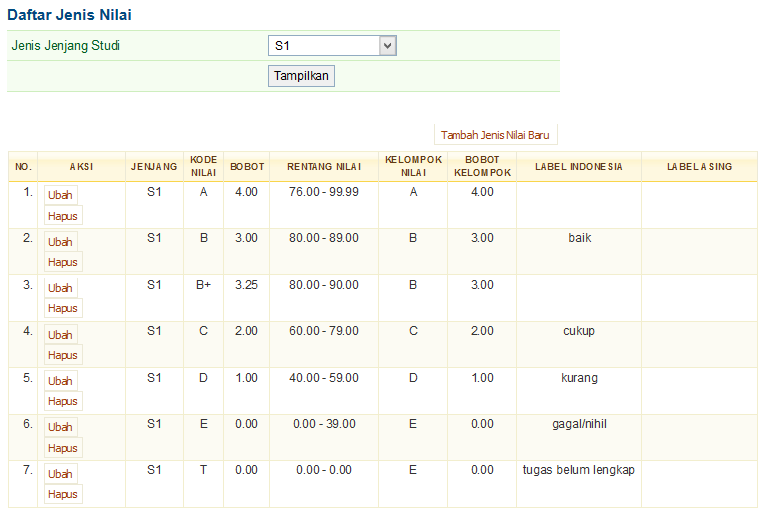 Daftar Jenis Nilai
Jenis Jenjang Studi S1
Tampilkan
Tambah Jenis Nilai Baru
NO. AKSI JENJANG KODE NILAI BOBOT RENTANG NILAI KELOMPOK NILAI BOBOT KELOMPOK LABEL INDONESIA LABEL ASING
1. Ubah S1 A 4.00 76.00 - 99.99 A 4.00
Hapus
2. Ubah S1 B 3.00 80.00 - 89.00 B 3.00 baik
Hapus
3. Ubah S1 B+ 3.25 80.00 - 90.00 B 3.00
Hapus
4. Ubah S1 C 2.00 60.00 - 79.00 C 2.00 cukup
Hapus
5. Ubah S1 D 1.00 40.00 - 59.00 D 1.00 kurang
Hapus
6. Ubah S1 E 0.00 0.00 - 39.00 E 0.00 gagal/nihil
Hapus
7. Ubah S1 T 0.00 0.00 - 0.00 E 0.00 tugas belum lengkap
Hapus